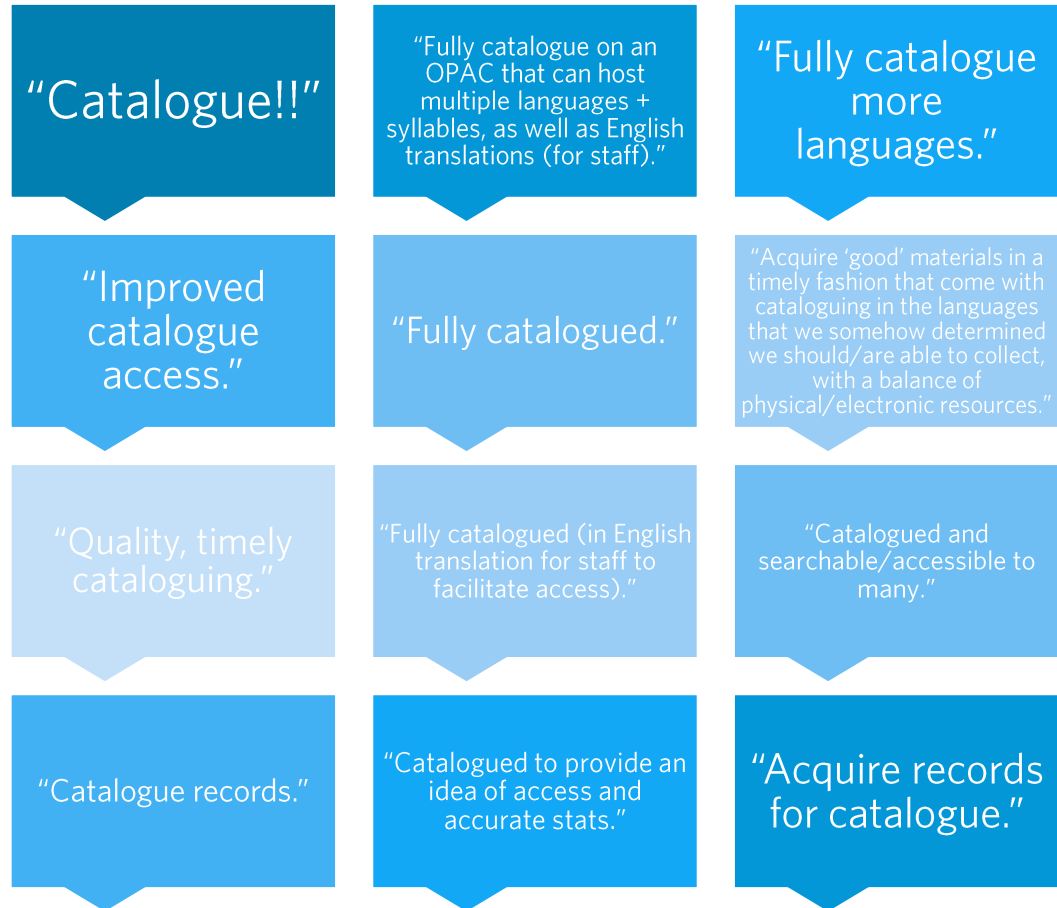 “Catalogue!!”
“Fully catalogue on an
OPAC that can host
multiple languages +
syllables, as well as English
translations (for staff).”
“Fully catalogue
more
languages.”
“Improved
catalogue
access.”
“Fully catalogued.”
“Acquire ‘good’ materials in a
timely fashion that come with
cataloguing in the languages
that we somehow determined
we should/are able to collect,
with a balance of
physical/electronic resources.”
“Quality, timely
cataloguing.”
“Fully catalogued (in English
translation for staff to
facilitate access).”
“Catalogued and
searchable/accessible to
many.”
“Catalogue records.”
“Catalogued to provide an
idea of access and
accurate stats.”
“Acquire records
for catalogue.”